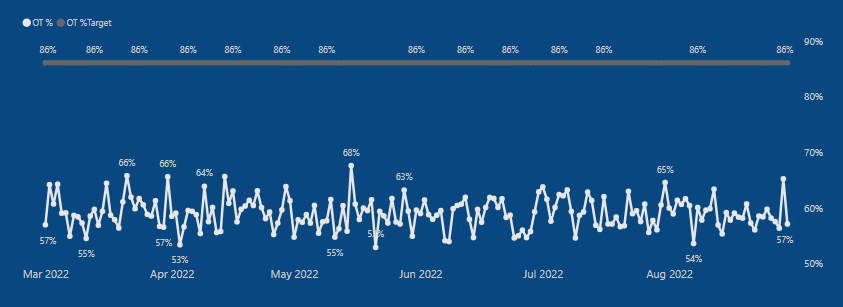 OT % OT %Target
86% 86% 86% 86% 86% 86% 86% 86% 86% 86% 86% 86% 86% 86%
90%
80%
70%
68%
66% 66% 64% 63% 65%
60%
57% 57% 57%
55% 53% 55% 54%
50%
Mar 2022 Apr 2022 May 2022 Jun 2022 Jul 2022 Aug 2022